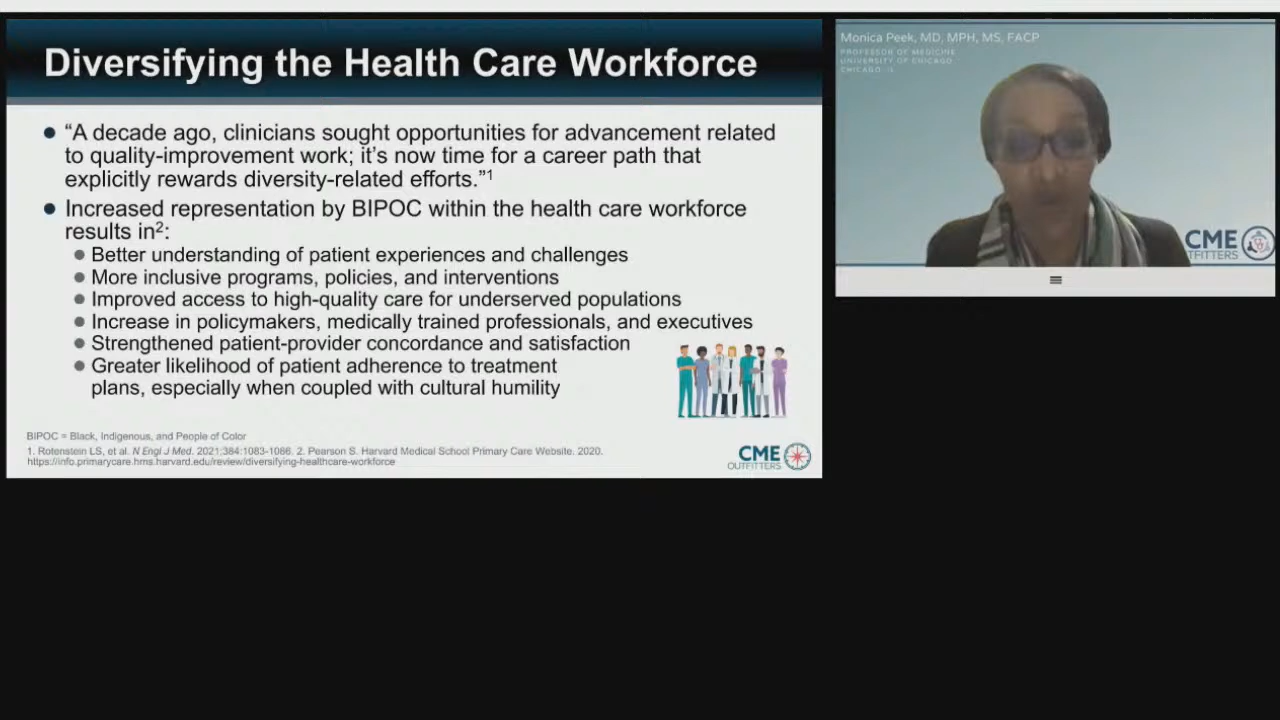 Diversifying the Health Care Workforce
“A decade ago, clinicians sought opportunities for advancement related
to quality-improvement work; it’s now time for a career path that
explicitly rewards diversity-related efforts.”1
Increased representation by BIPOC within the health care workforce
results in2:
Better understanding of patient experiences and challenges
More inclusive programs, policies, and interventions
Improved access to high-quality care for underserved populations
Increase in policymakers, medically trained professionals, and executives
Strengthened patient-provider concordance and satisfaction
Greater likelihood of patient adherence to treatment
plans, especially when coupled with cultural humility
BIPOC = Black, Indigenous, and People of Color
1. Rotenstein LS, et al. N Engl J Med. 2021;384:1083-1086. 2. Pearson S. Harvard Medical School Primary Care Website. 2020.
https://info.primarycare.hms.harvard.edu/review/diversifying-healthcare-workforce
CME
OUTFITTERS
Monica Peek, MD, MPH, MS, FACP
PROFESSOR OF MEDICINE
UNIVERSITY OF CHICAGO
CHICAGO, IL
CME
TFITTERS